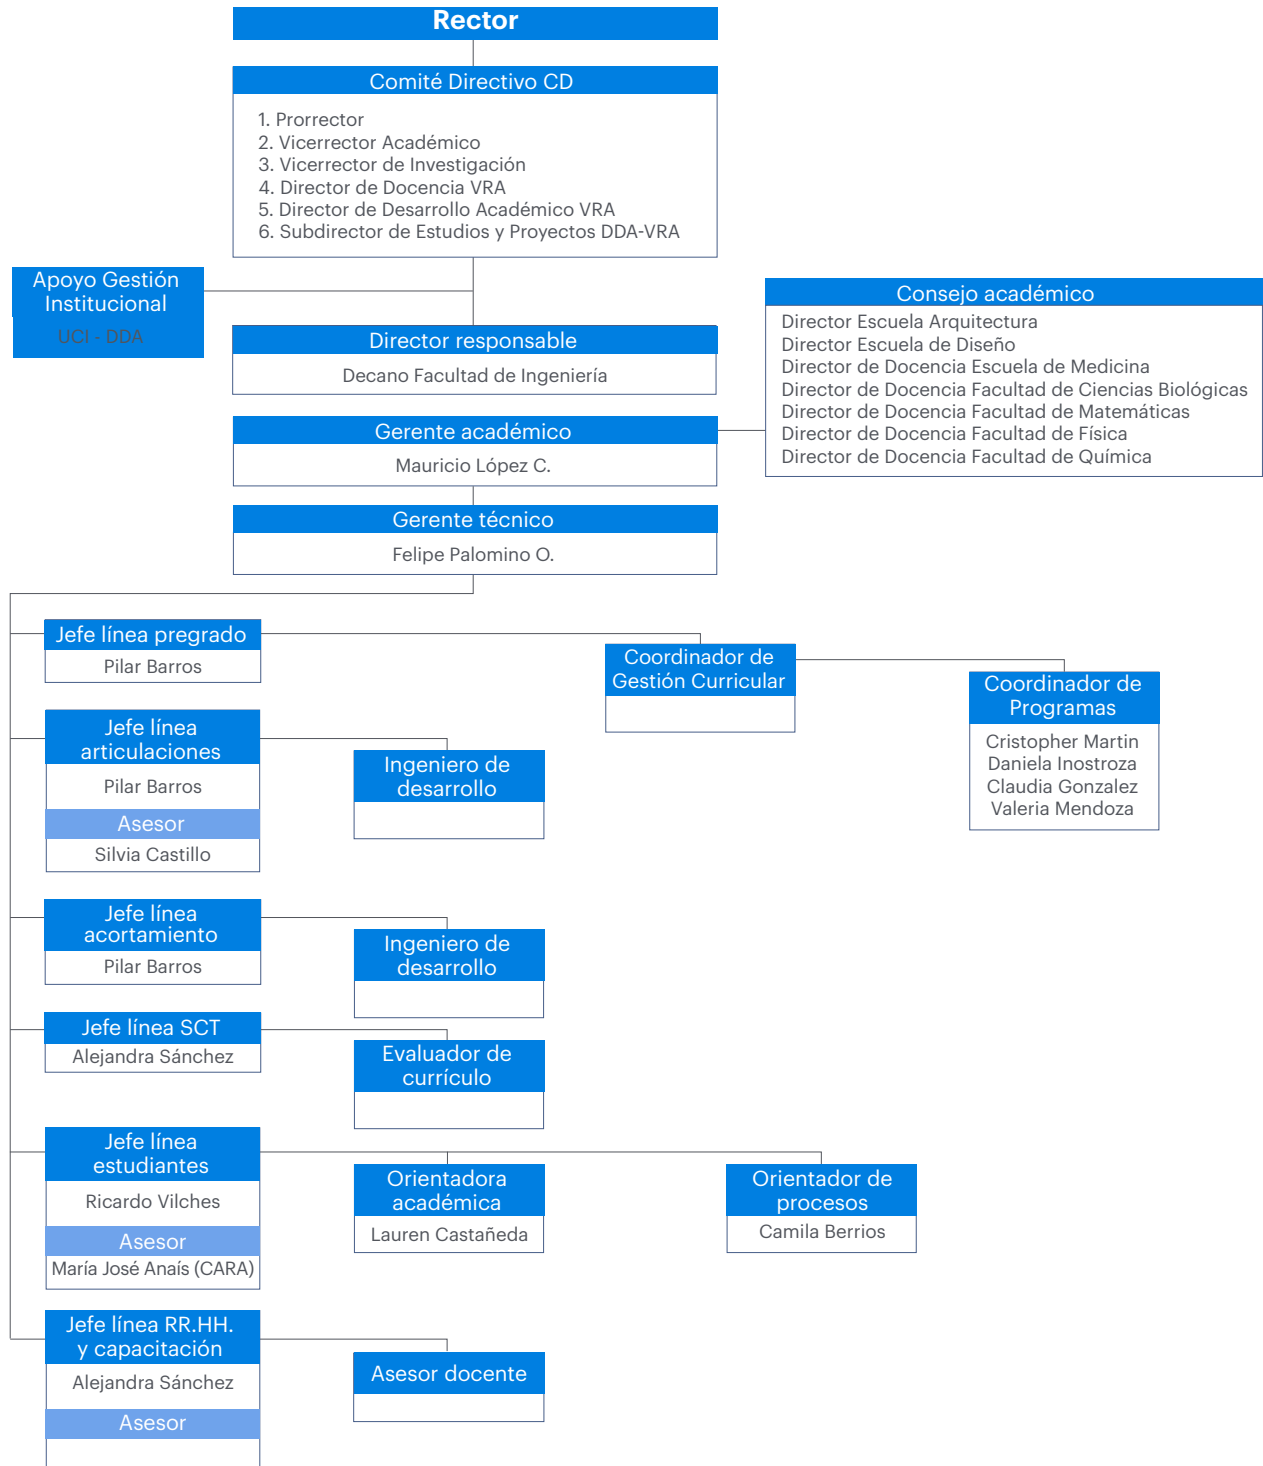 Rector
Comité Directivo CD
1. Prorrector
2. Vicerrector Académico
3. Vicerrector de Investigación
4. Director de Docencia VRA
5. Director de Desarrollo Académico VRA
6. Subdirector de Estudios y Proyectos DDA-VRA
Apoyo Gestión
Institucional
UCI - DDA
Consejo académico
Director Escuela Arquitectura
Director Escuela de Diseño
Director de Docencia Escuela de Medicina
Director de Docencia Facultad de Ciencias Biológicas
Director de Docencia Facultad de Matemáticas
Director de Docencia Facultad de Física
Director de Docencia Facultad de Química
Director responsable
Decano Facultad de Ingeniería
Gerente académico
Mauricio López C.
Gerente técnico
Felipe Palomino O.
Jefe línea pregrado
Pilar Barros
Coordinador de
Gestión Curricular
Coordinador de
Programas
Cristopher Martin
Daniela Inostroza
Claudia Gonzalez
Valeria Mendoza
Jefe línea
articulaciones
Pilar Barros
Asesor
Silvia Castillo
Ingeniero de
desarrollo
Jefe línea
acortamiento
Pilar Barros
Ingeniero de
desarrollo
Jefe línea SCT
Alejandra Sánchez
Evaluador de
currículo
Jefe línea
estudiantes
Ricardo Vilches
Asesor
María José Anaís (CARA)
Orientadora
académica
Lauren Castañeda
Orientador de
procesos
Camila Berrios
Jefe línea RR.HH.
y capacitación
Alejandra Sánchez
Asesor
Asesor docente